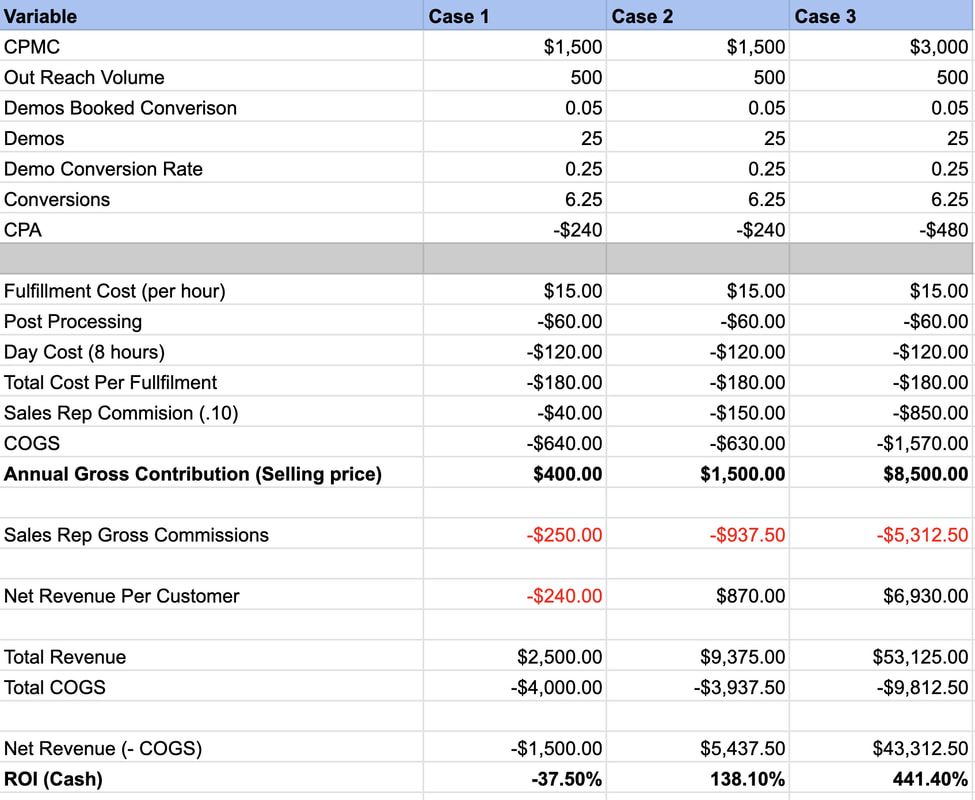 Variable Case 1 Case 2 Case 3
CPMC $1,500 $1,500 $3,000
Out Reach Volume 500 500 500
Demos Booked Converison 0.05 0.05 0.05
Demos 25 25 25
Demo Conversion Rate 0.25 0.25 0.25
Conversions 6.25 6.25 6.25
CPA -$240 -$240 -$480
Fulfillment Cost (per hour) $15.00 $15.00 $15.00
Post Processing -$60.00 -$60.00 -$60.00
Day Cost (8 hours) -$120.00 -$120.00 -$120.00
Total Cost Per Fullfilment -$180.00 -$180.00 -$180.00
Sales Rep Commision (.10) -$40.00 -$150.00 -$850.00
COGS -$640.00 -$630.00 -$1,570.00
Annual Gross Contribution (Selling price) $400.00 $1,500.00 $8,500.00
Sales Rep Gross Commissions -$250.00 -$937.50 -$5,312.50
Net Revenue Per Customer -$240.00 $870.00 $6,930.00
Total Revenue $2,500.00 $9,375.00 $53,125.00
Total COGS -$4,000.00 -$3,937.50 -$9,812.50
Net Revenue (- COGS) -$1,500.00 $5,437.50 $43,312.50
ROI (Cash) -37.50% 138.10% 441.40%